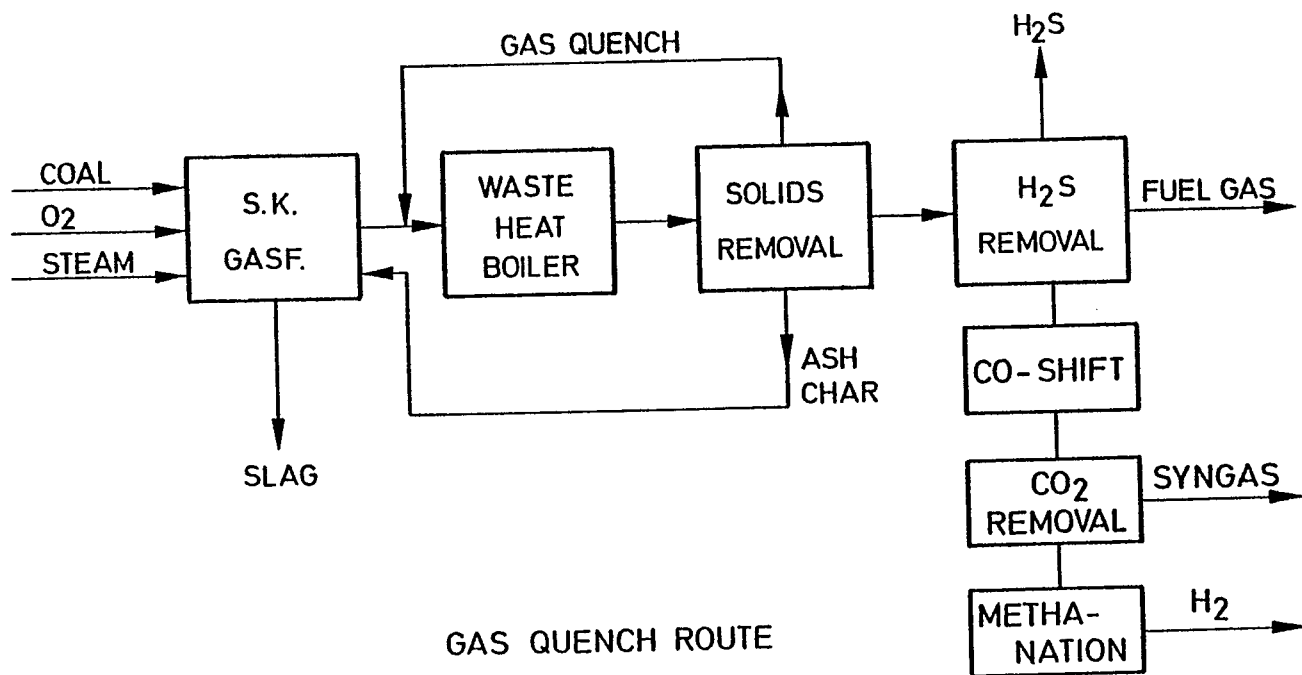 GAS QUENCH
H2S
COAL
O2
STEAM
S.K.
GASF.
WASTE
HEAT
BOILER
SOLIDS
REMOVAL
H2S
REMOVAL
FUEL GAS
ASH
CHAR
SLAG
CO-SHIFT
CO2
REMOVAL
SYNGAS
METHA-
NATION
H2
GAS QUENCH ROUTE